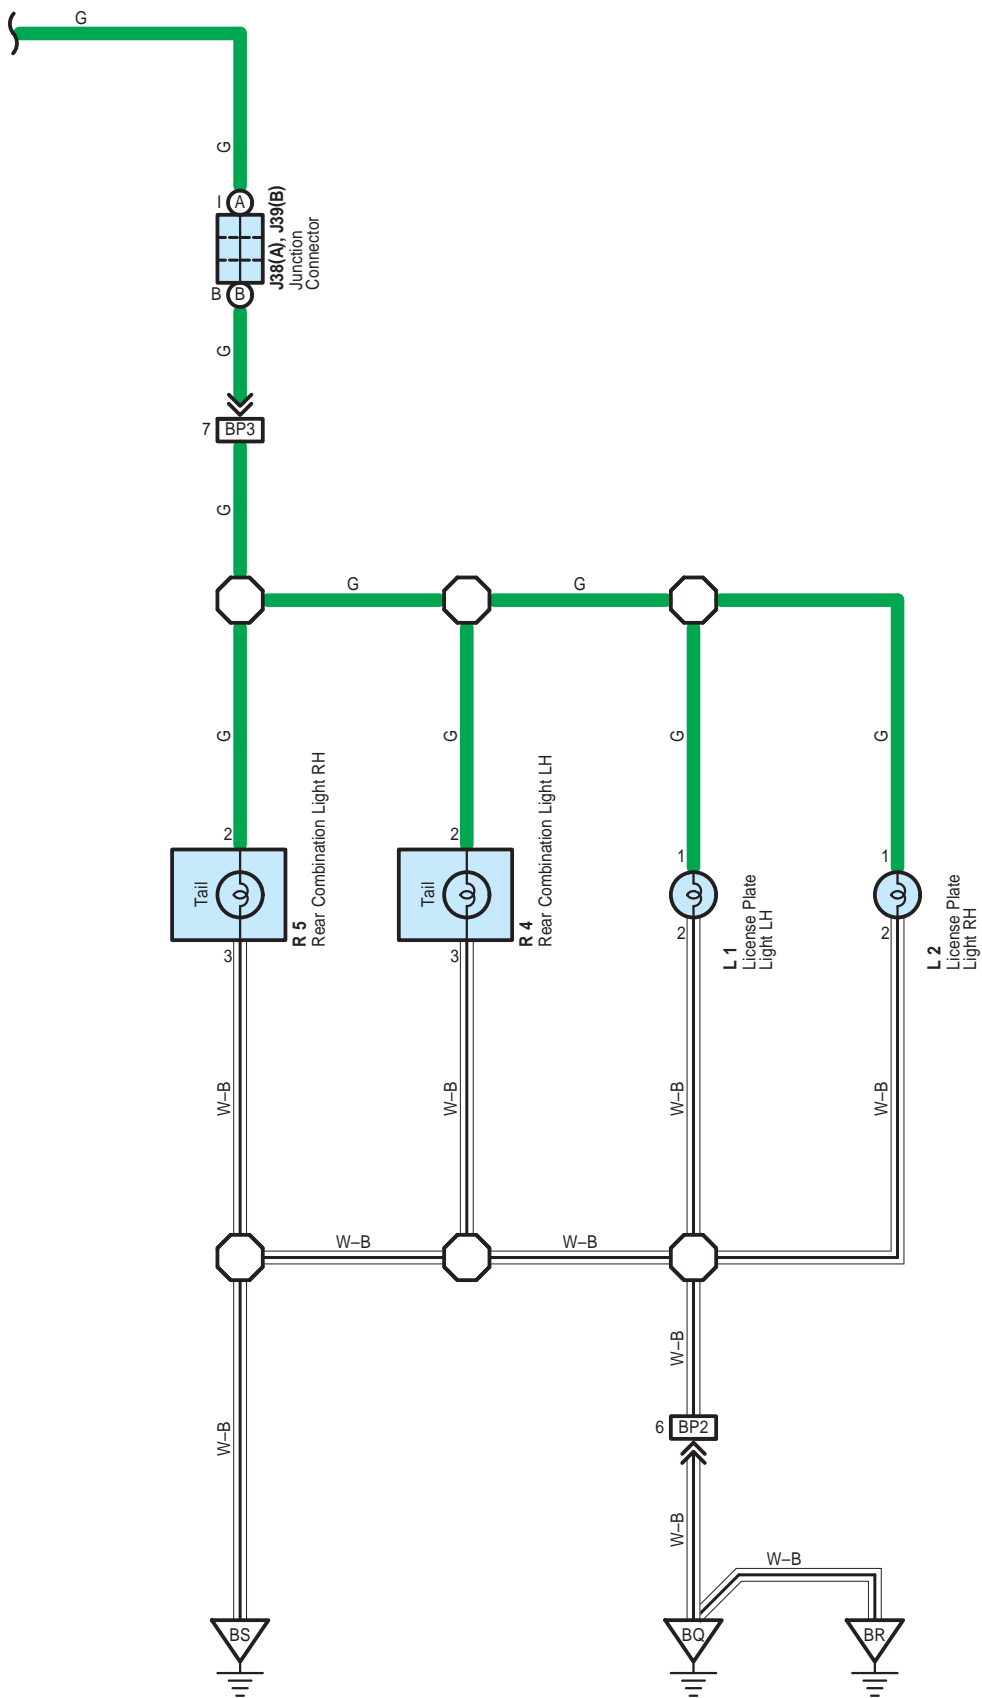 G
G
I
A
J38(A), J39(B)
Junction
Connector
B
B
G
7
BP3
G
G
G
G
G
G
G
2
Tail
3
R 5
Rear Combination Light RH
2
Tail
3
R 4
Rear Combination Light LH
1
2
L 1
License Plate
Light LH
1
2
L 2
License Plate
Light RH
W–B
W–B
W–B
W–B
W–B
W–B
W–B
W–B
6
BP2
W–B
W–B
BS
BQ
BR